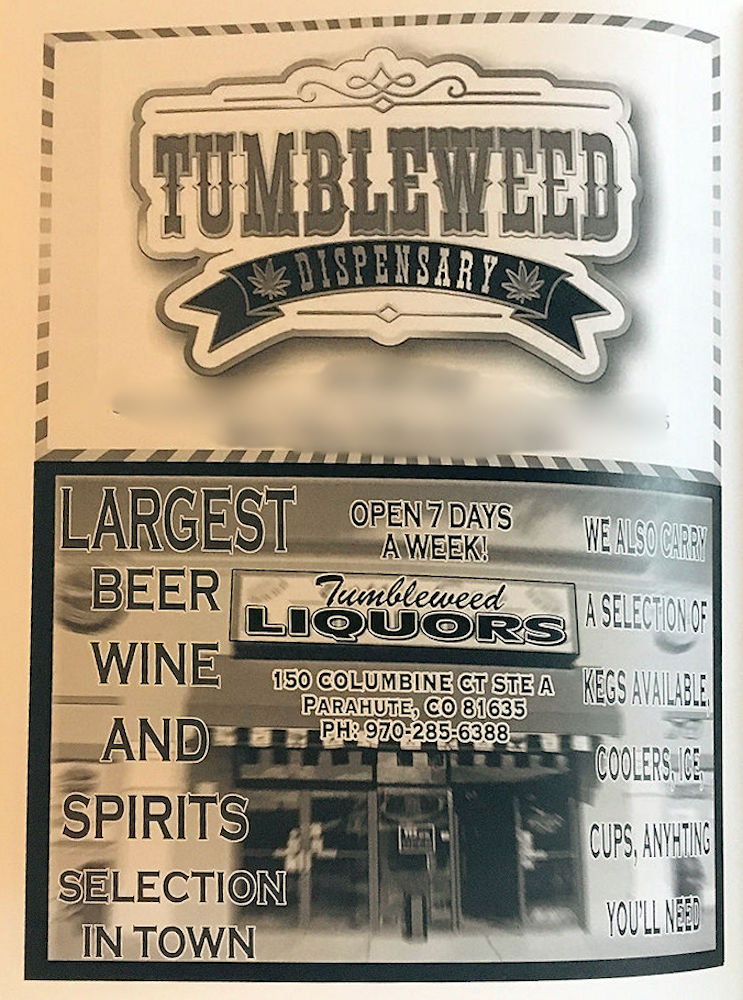 TUMBLEWEED
DISPENSARY
LARGEST
BEER
WINE
AND
SPIRITS
SELECTION
IN TOWN
OPEN 7 DAYS
A WEEK!
Tumbleweed
LIQUORS
150 COLUMBINE CT STE A
PARAHUTE, CO 81635
PH: 970-285-6388
WE ALSO CARRY
A SELECTION OF
KEGS AVAILABLE,
COOLERS, ICE,
CUPS, ANYHTING
YOU'LL NEED